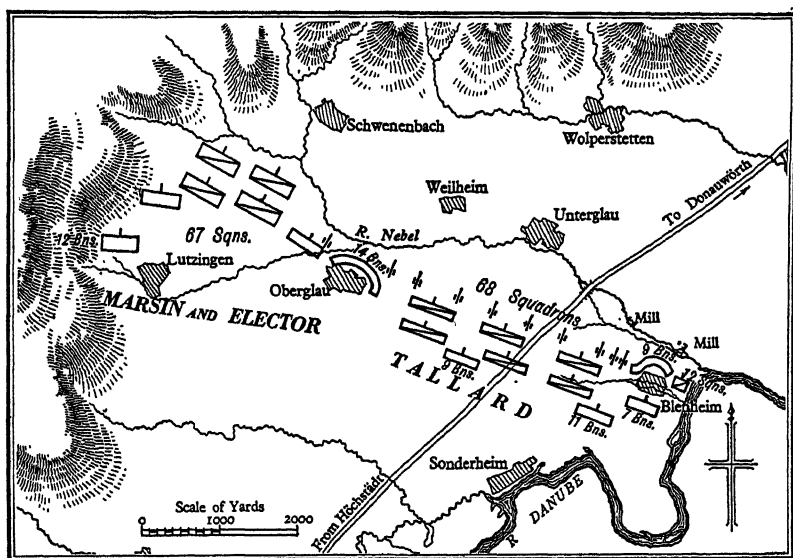 Schwenenbach
Wolperstetten
Weilheim
To Donauwörth
Unterglau
R. Nebel
67 Sqns.
12 Bns.
Lutzingen
14 Bns.
Oberglau
68 Squadrons
MARSIN AND ELECTOR
Mill
Mill
9 Bns.
12 Sqns.
9 Bns.
TALLARD
Blenheim
11 Bns.
7 Bns.
Sonderheim
R. DANUBE
From Höchstädt
Scale of Yards
0 1000 2000